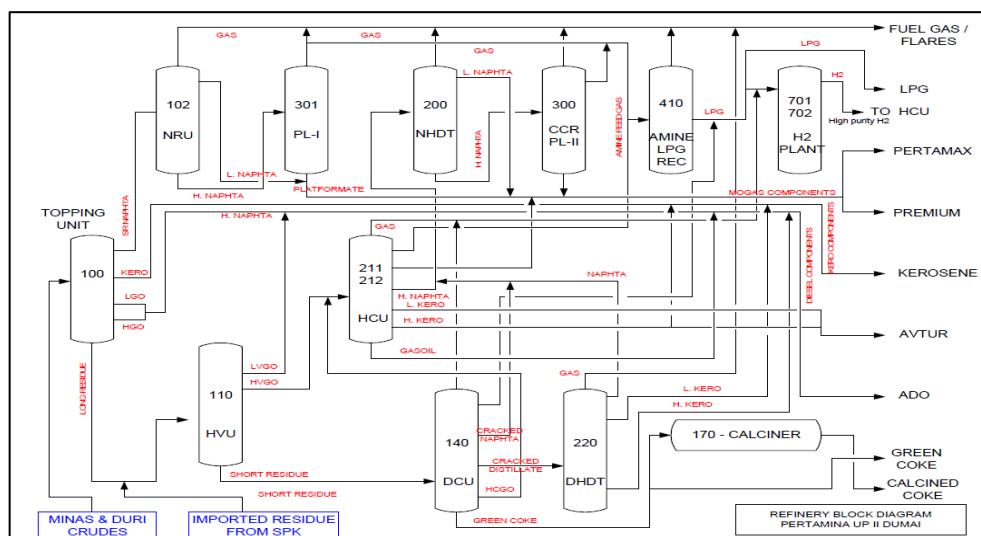 GAS
GAS
FUEL GAS /
FLARES
LPG
L. NAPHTA
H2
102
NRU
301
PL-I
200
NHDT
300
CCR
PL-II
410
AMINE
LPG
REC
701
702
H2
PLANT
LPG
TO HCU
High purity H2
LPG
AMINE FEED GAS
H. NAPHTA
SR NAPHTA
L. NAPHTA
H. NAPHTA
PLATFORMATE
MOGAS COMPONENTS
PERTAMAX
PREMIUM
TOPPING
UNIT
H. NAPHTA
100
KERO
LGO
HGO
GAS
211
212
HCU
NAPHTA
H. NAPHTA
L. KERO
H. KERO
GASOIL
DIESEL COMPONENTS
KERO COMPONENTS
KEROSENE
AVTUR
LONG RESIDUE
110
HVU
LVGO
HVGO
GAS
L. KERO
H. KERO
ADO
140
DCU
CRACKED
NAPHTA
CRACKED
DISTILLATE
HCGO
220
DHDT
170 - CALCINER
GREEN
COKE
CALCINED
COKE
SHORT RESIDUE
SHORT RESIDUE
GREEN COKE
MINAS & DURI
CRUDES
IMPORTED RESIDUE
FROM SPK
REFINERY BLOCK DIAGRAM
PERTAMINA UP II DUMAI